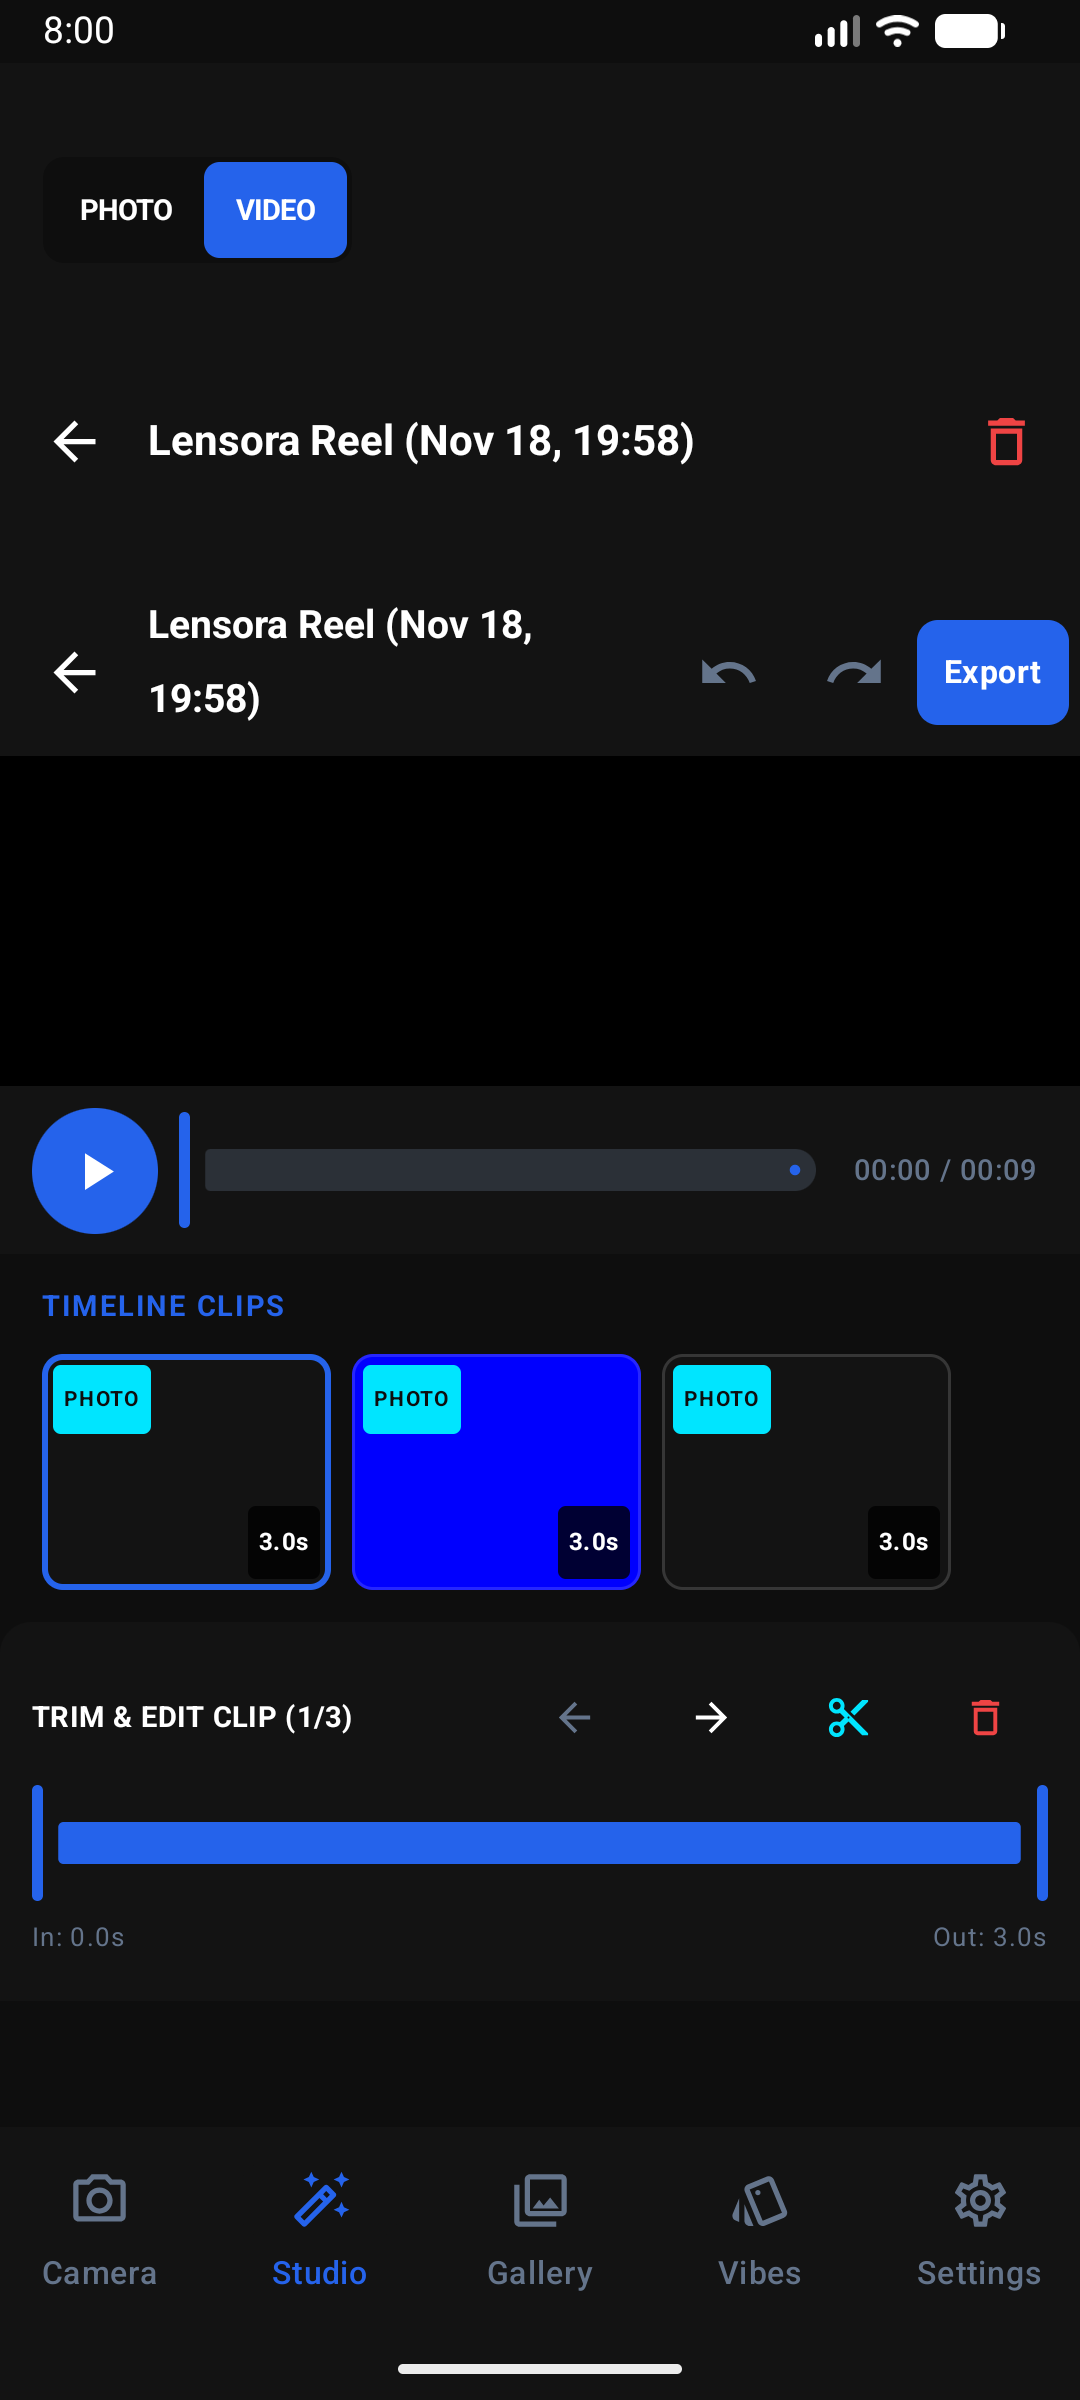 8:00
PHOTO
VIDEO
Lensora Reel (Nov 18, 19:58)
Lensora Reel (Nov 18,
19:58)
Export
00:00 / 00:09
TIMELINE CLIPS
PHOTO
3.0s
PHOTO
3.0s
PHOTO
3.0s
TRIM & EDIT CLIP (1/3)
In: 0.0s
Out: 3.0s
Camera
Studio
Gallery
Vibes
Settings